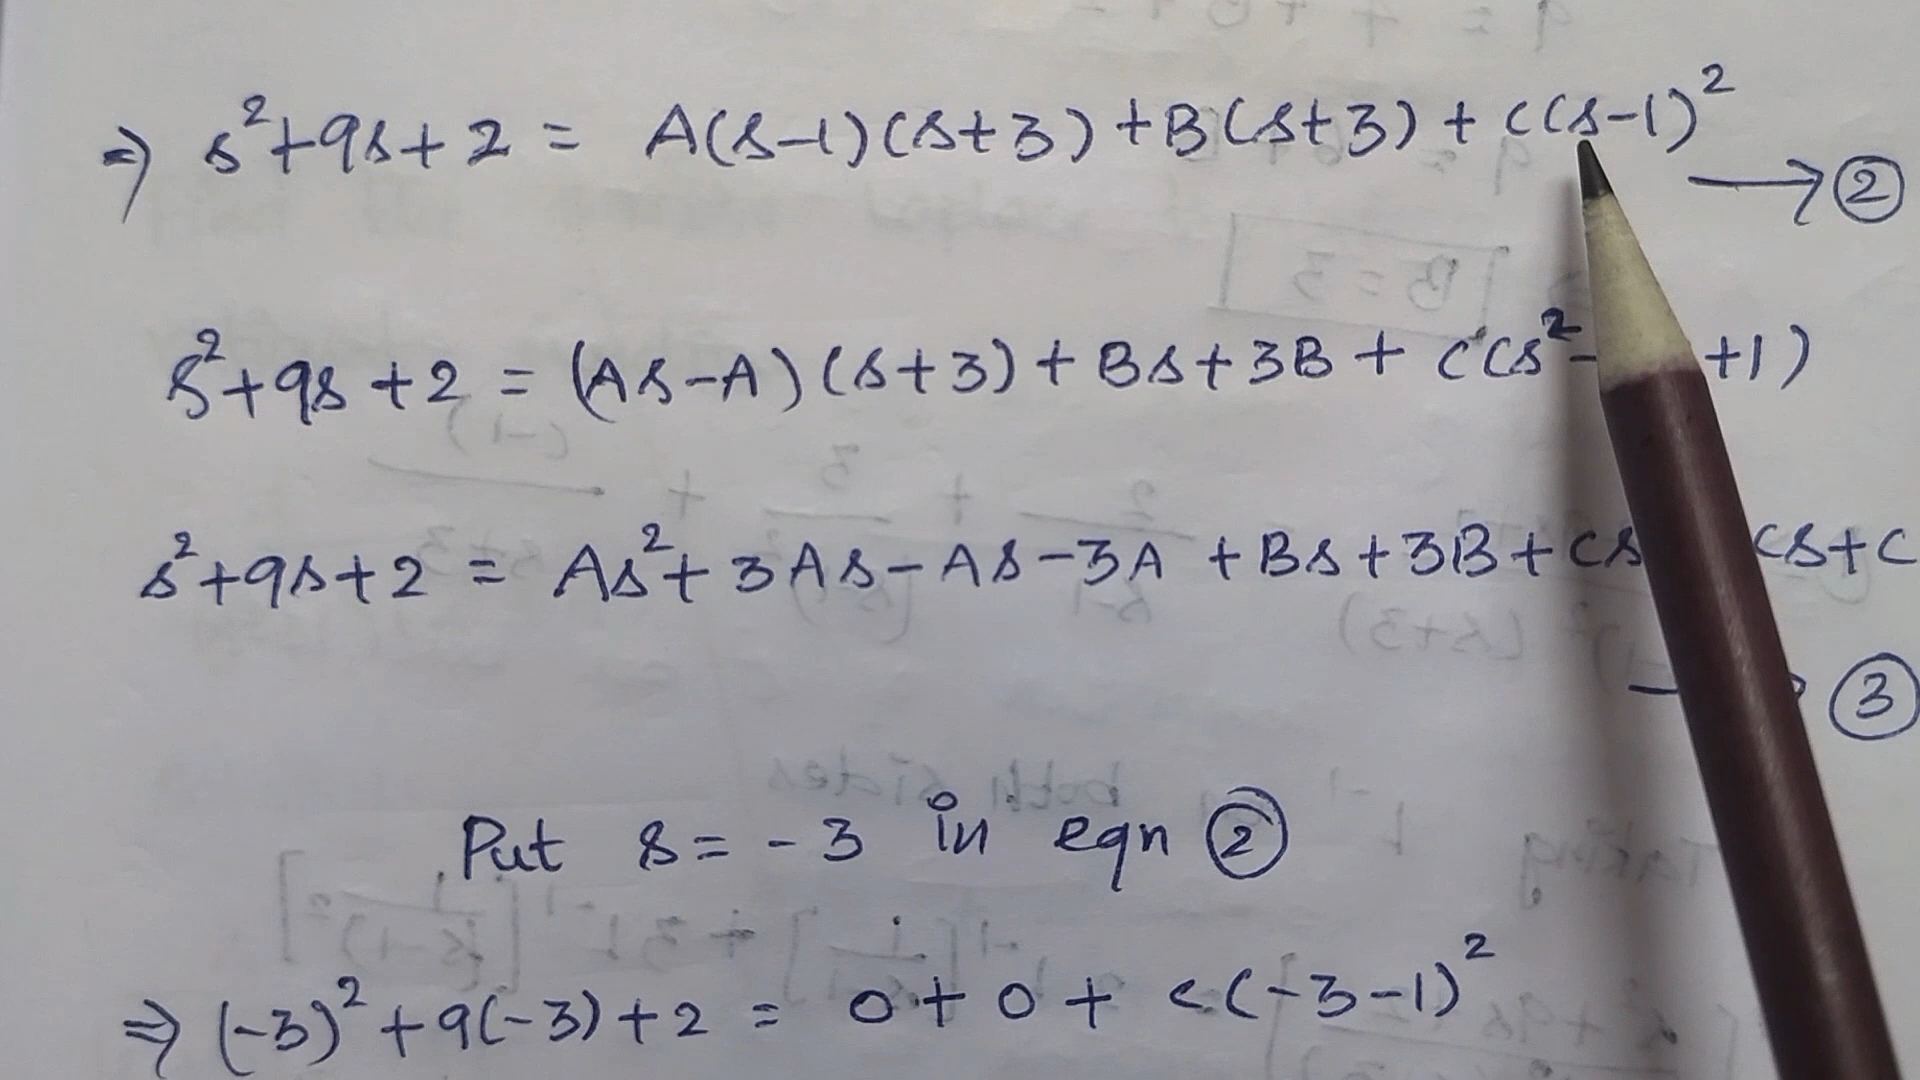 ⇒ s²+9s+2 = A(s-1)(s+3)+B(s+3)+C(s-1)² → ②
s²+9s+2 = (As-A)(s+3)+Bs+3B+C(s²- +1)
s²+9s+2 = As²+3As-As-3A+Bs+3B+Cs Cs+C
→ ③
Put s=-3 in eqn ②
⇒ (-3)²+9(-3)+2 = 0+0+C(-3-1)²